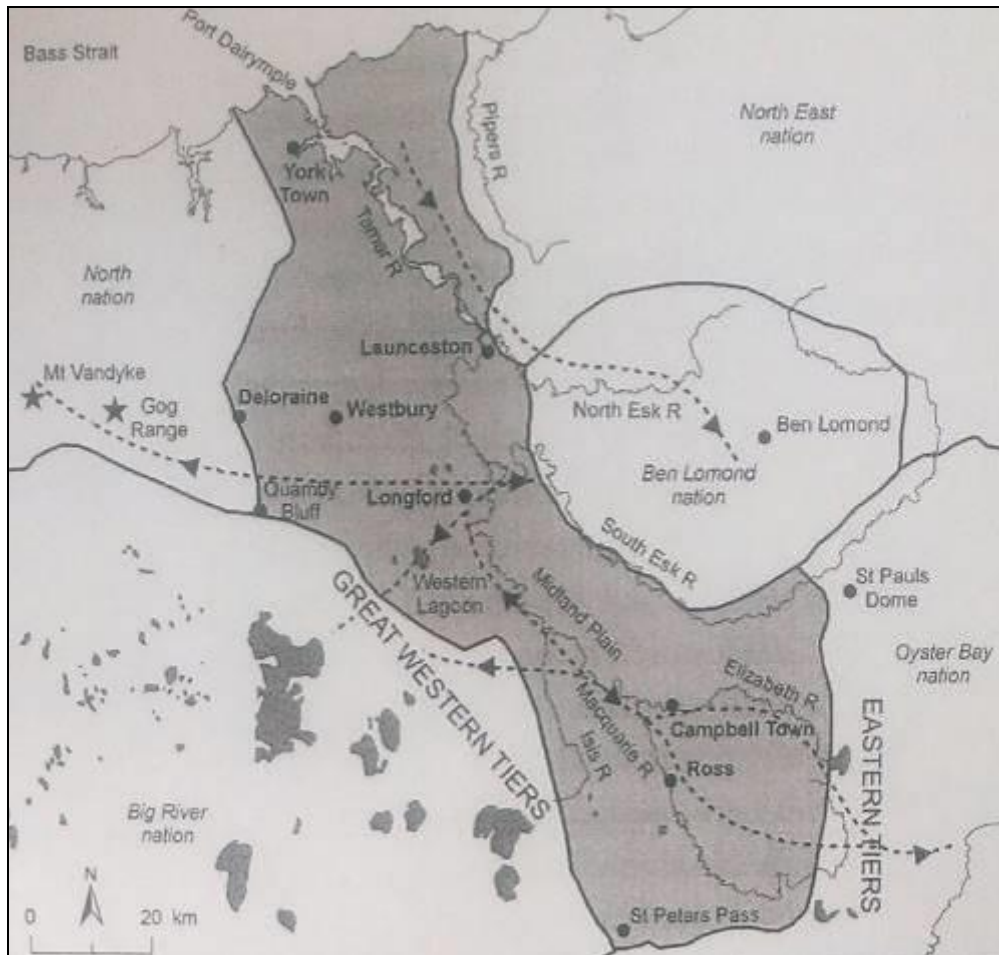 Port Dalrymple
Bass Strait
Pipers R
North East
nation
York
Town
Tamar R
North
nation
Launceston
Mt Vandyke
Gog
Range
Deloraine
Westbury
North Esk R
Ben Lomond
Ben Lomond
nation
Quamby
Bluff
Longford
South Esk R
Western
Lagoon
Midland Plain
St Pauls
Dome
GREAT WESTERN TIERS
Oyster Bay
nation
Elizabeth R
Campbell Town
Macquarie R
Isis R
Ross
EASTERN TIERS
Big River
nation
N
0 20 km
St Peters Pass